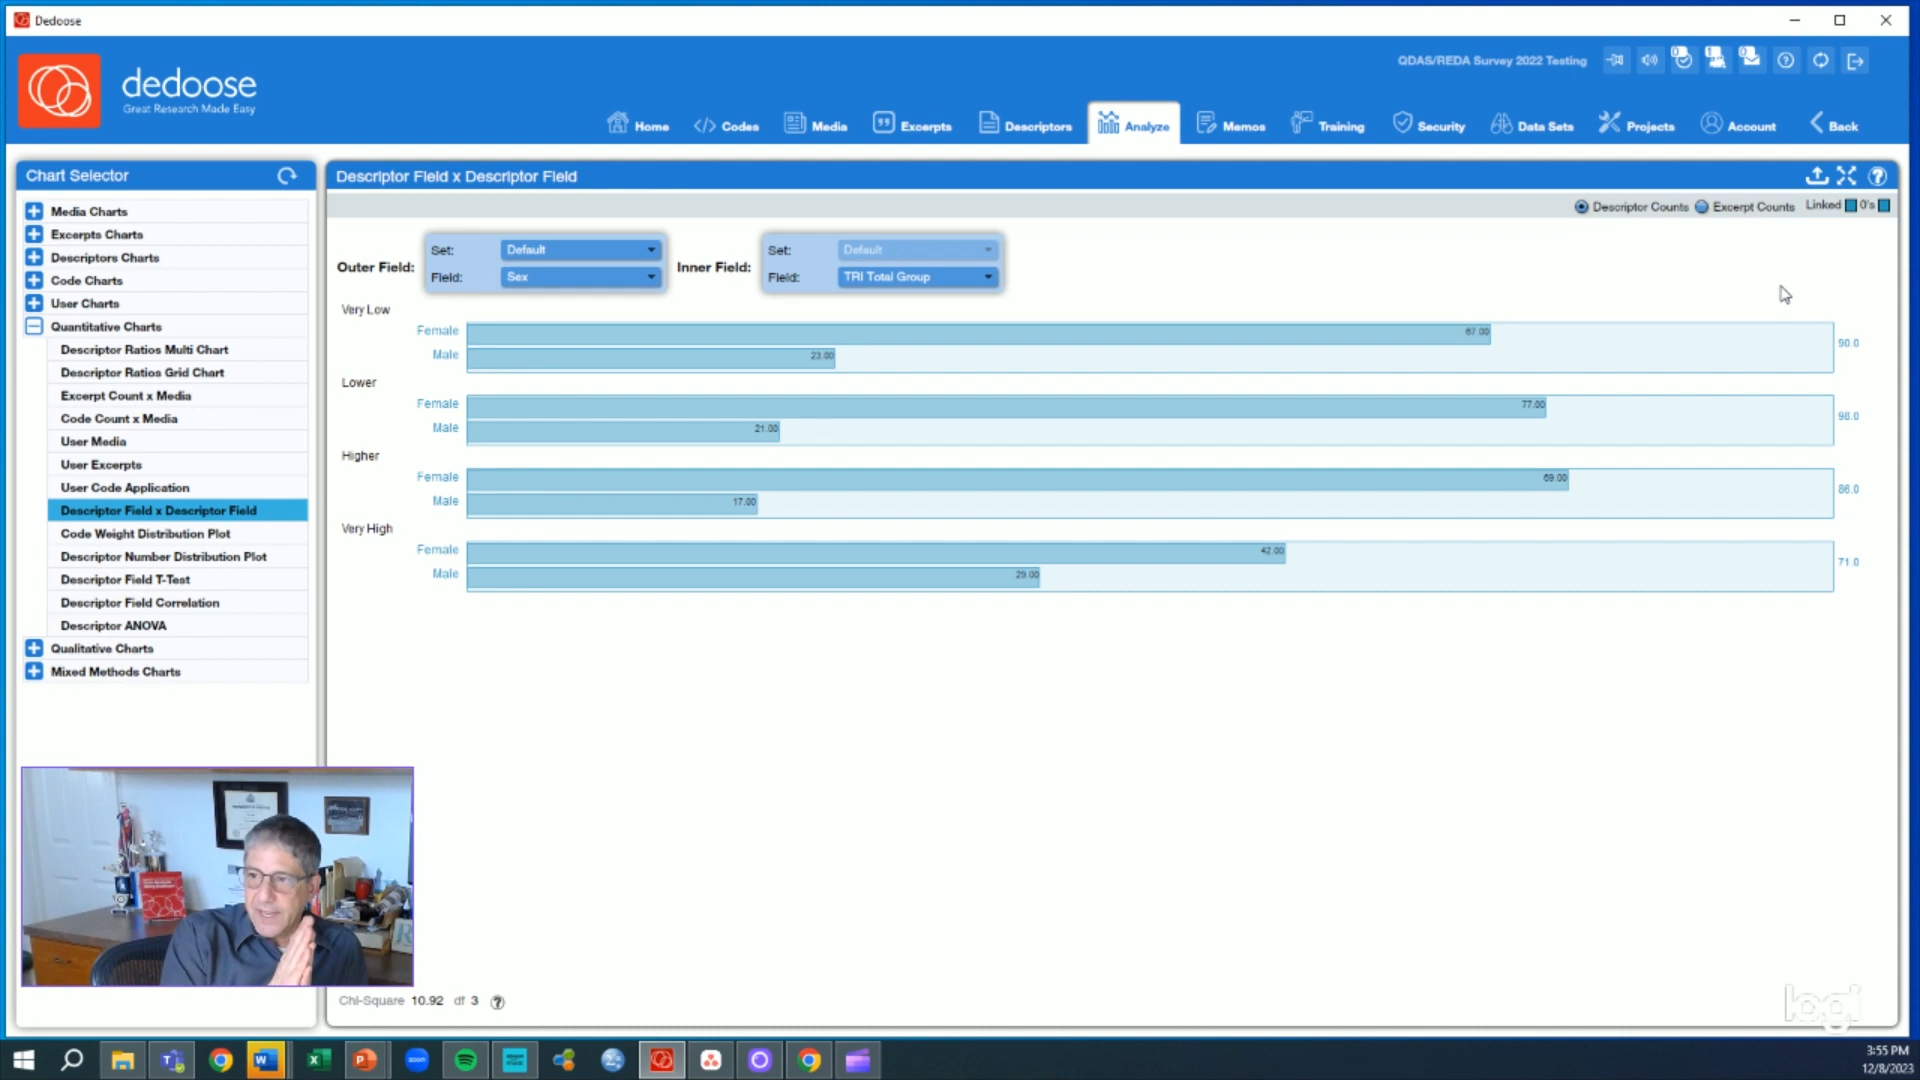 Dedoose
dedoose
Great Research Made Easy
QDAS/REDA Survey 2022 Testing
0
1
0
Home
Codes
Media
Excerpts
Descriptors
Analyze
Memos
Training
Security
Data Sets
Projects
Account
Back
Chart Selector
Media Charts
Excerpts Charts
Descriptors Charts
Code Charts
User Charts
Quantitative Charts
Descriptor Ratios Multi Chart
Descriptor Ratios Grid Chart
Excerpt Count x Media
Code Count x Media
User Media
User Excerpts
User Code Application
Descriptor Field x Descriptor Field
Code Weight Distribution Plot
Descriptor Number Distribution Plot
Descriptor Field T-Test
Descriptor Field Correlation
Descriptor ANOVA
Qualitative Charts
Mixed Methods Charts
Descriptor Field x Descriptor Field
Descriptor Counts Excerpt Counts Linked 0's
Outer Field:
Set: Default
Field: Sex
Inner Field:
Set: Default
Field: TRI Total Group
Very Low
Female 67.00
Male 23.00
90.0
Lower
Female 77.00
Male 21.00
98.0
Higher
Female 69.00
Male 17.00
86.0
Very High
Female 42.00
Male 29.00
71.0
Chi-Square 10.92 df 3
logi
zoom
3:55 PM
12/8/2023